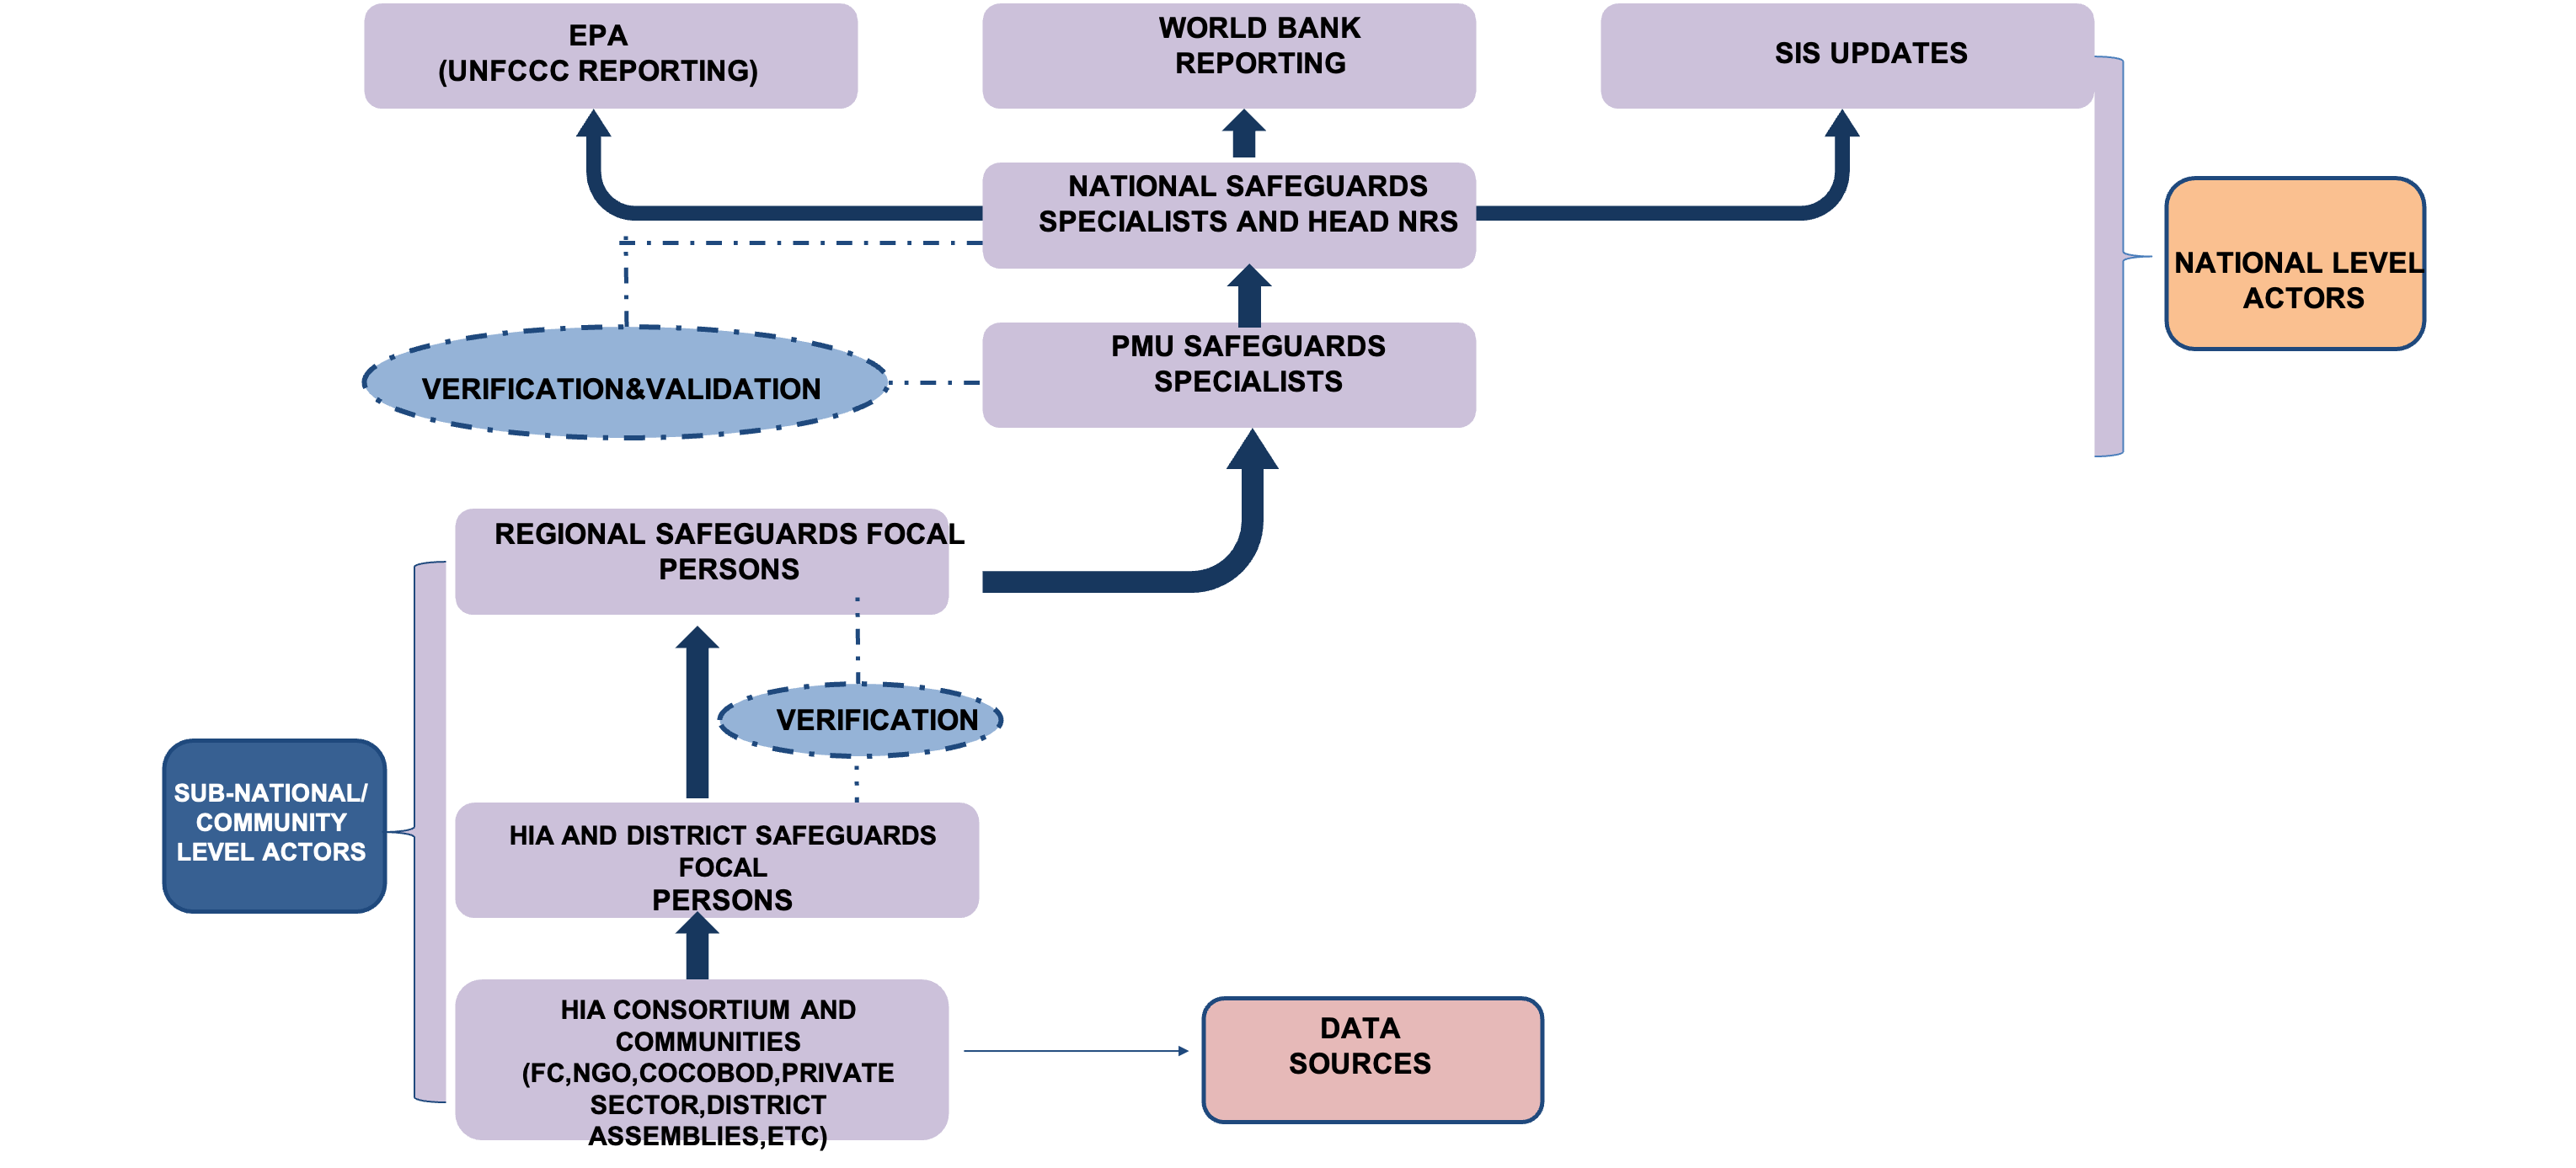 EPA
(UNFCCC REPORTING)
WORLD BANK
REPORTING
SIS UPDATES
NATIONAL SAFEGUARDS
SPECIALISTS AND HEAD NRS
NATIONAL LEVEL
ACTORS
PMU SAFEGUARDS
SPECIALISTS
VERIFICATION&VALIDATION
REGIONAL SAFEGUARDS FOCAL
PERSONS
VERIFICATION
SUB-NATIONAL/
COMMUNITY
LEVEL ACTORS
HIA AND DISTRICT SAFEGUARDS
FOCAL
PERSONS
HIA CONSORTIUM AND
COMMUNITIES
(FC,NGO,COCOBOD,PRIVATE
SECTOR,DISTRICT
ASSEMBLIES,ETC)
DATA
SOURCES